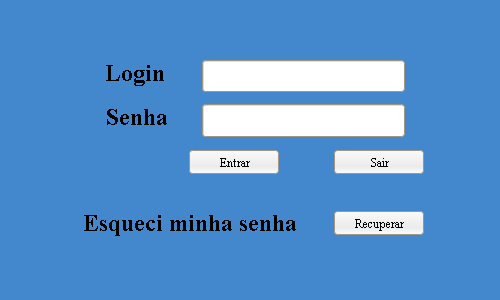 Login
Senha
Entrar Sair
Esqueci minha senha Recuperar